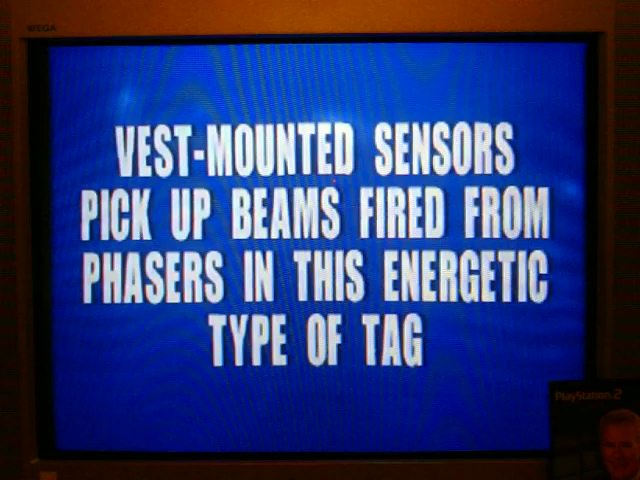 WEGA
VEST-MOUNTED SENSORS
PICK UP BEAMS FIRED FROM
PHASERS IN THIS ENERGETIC
TYPE OF TAG
PlayStation.2